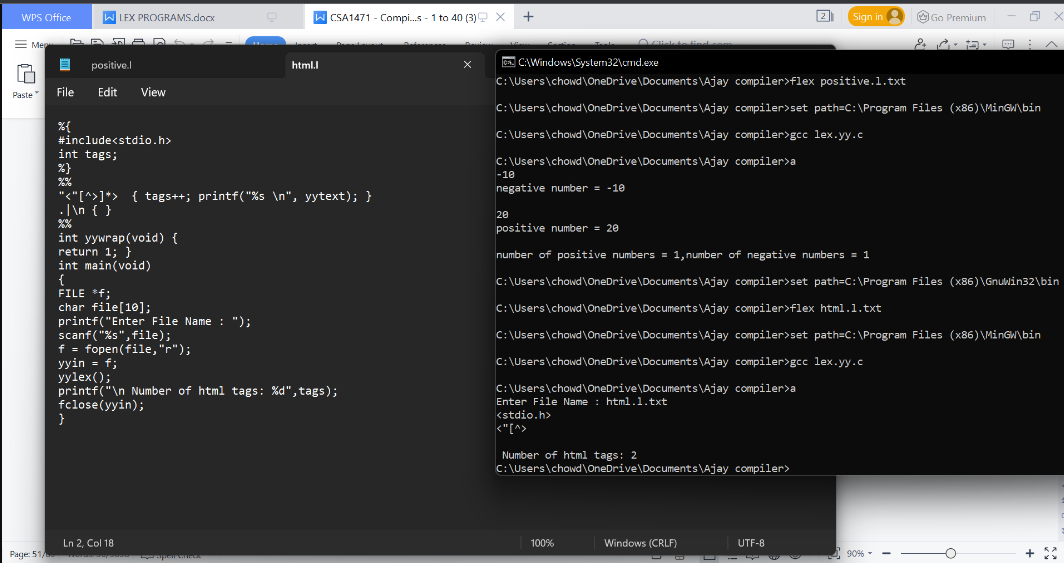 WPS Office
LEX PROGRAMS.docx
CSA1471 - Compi...s - 1 to 40 (3)
Sign in
Go Premium
Paste
positive.l
html.l
File
Edit
View
%{
#include<stdio.h>
int tags;
%}
%%
"<"[^>]*> { tags++; printf("%s \n", yytext); }
.|\n { }
%%
int yywrap(void) {
return 1; }
int main(void)
{
FILE *f;
char file[10];
printf("Enter File Name : ");
scanf("%s",file);
f = fopen(file,"r");
yyin = f;
yylex();
printf("\n Number of html tags: %d",tags);
fclose(yyin);
}
Ln 2, Col 18
100%
Windows (CRLF)
UTF-8
C:\Windows\System32\cmd.exe
C:\Users\chowd\OneDrive\Documents\Ajay compiler>flex positive.l.txt
C:\Users\chowd\OneDrive\Documents\Ajay compiler>set path=C:\Program Files (x86)\MinGW\bin
C:\Users\chowd\OneDrive\Documents\Ajay compiler>gcc lex.yy.c
C:\Users\chowd\OneDrive\Documents\Ajay compiler>a
-10
negative number = -10
20
positive number = 20
number of positive numbers = 1,number of negative numbers = 1
C:\Users\chowd\OneDrive\Documents\Ajay compiler>set path=C:\Program Files (x86)\GnuWin32\bin
C:\Users\chowd\OneDrive\Documents\Ajay compiler>flex html.l.txt
C:\Users\chowd\OneDrive\Documents\Ajay compiler>set path=C:\Program Files (x86)\MinGW\bin
C:\Users\chowd\OneDrive\Documents\Ajay compiler>gcc lex.yy.c
C:\Users\chowd\OneDrive\Documents\Ajay compiler>a
Enter File Name : html.l.txt
<stdio.h>
<"[^>
Number of html tags: 2
C:\Users\chowd\OneDrive\Documents\Ajay compiler>
90%